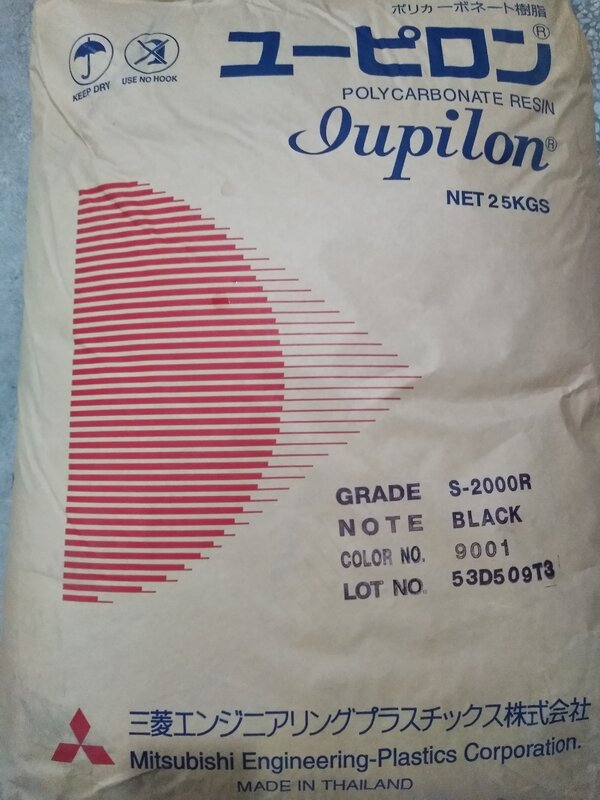 ポリカーボネート樹脂
ユーピロン®
KEEP DRY
USE NO HOOK
POLYCARBONATE RESIN
Iupilon®
NET 25KGS
GRADE S-2000R
NOTE BLACK
COLOR NO. 9001
LOT NO. 53D509T3
三菱エンジニアリングプラスチックス株式会社
Mitsubishi Engineering-Plastics Corporation.
MADE IN THAILAND